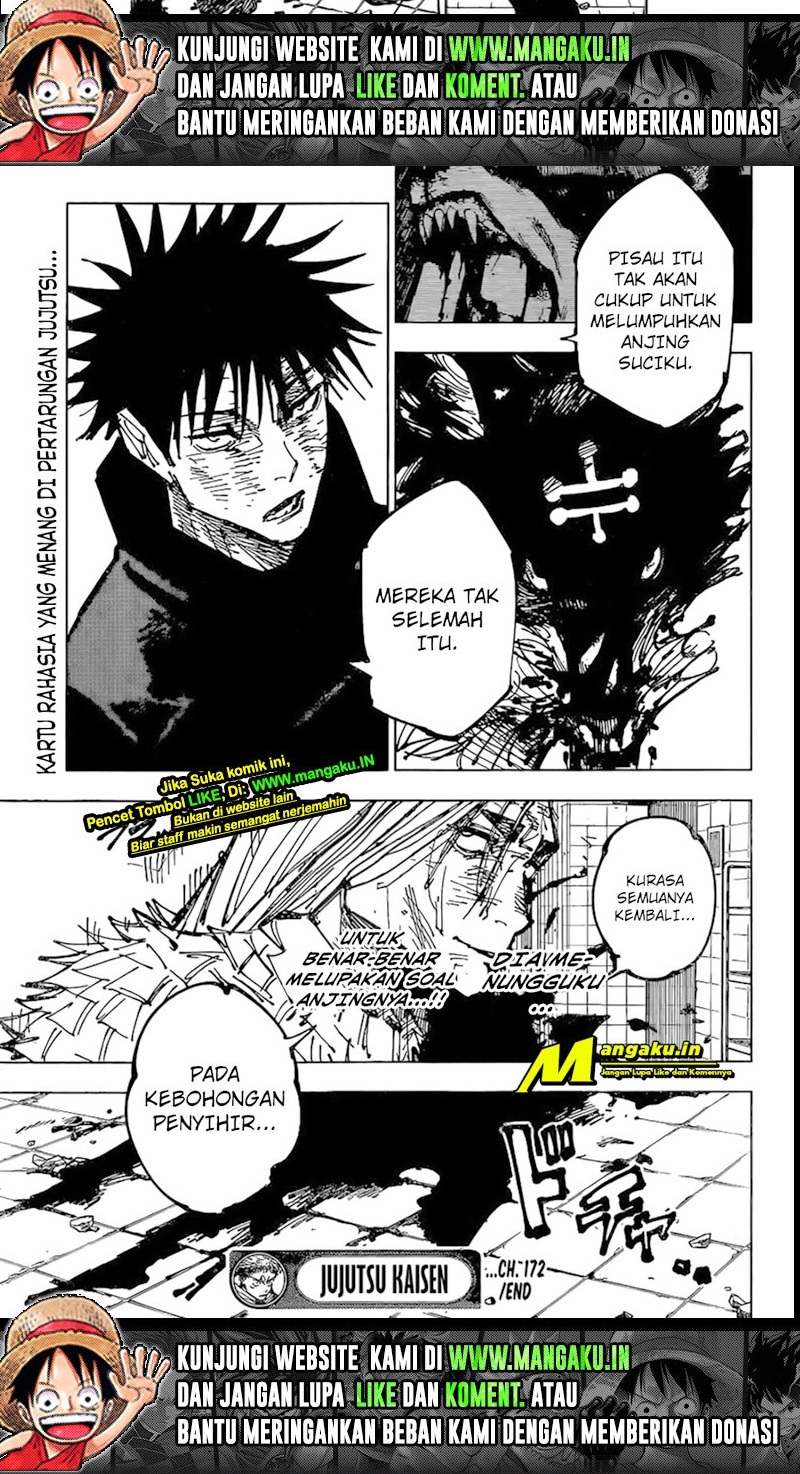 KUNJUNGI WEBSITE KAMI DI WWW.MANGAKU.IN
DAN JANGAN LUPA LIKE DAN KOMENT. ATAU
BANTU MERINGANKAN BEBAN KAMI DENGAN MEMBERIKAN DONASI
PISAU ITU
TAK AKAN
CUKUP UNTUK
MELUMPUHKAN
ANJING
SUCIKU.
KARTU RAHASIA YANG MENANG DI PERTARUNGAN JUJUTSU...
MEREKA TAK
SELEMAH
ITU.
Jika Suka komik ini,
Pencet Tombol LIKE, Di: WWW.mangaku.IN
Bukan di website lain
Biar staff makin semangat nerjemahin
KURASA
SEMUANYA
KEMBALI...
DIAVME-
NUNGGUKU
...
UNTUK
BENAR-BENAR
MELUPAKAN SOAL
ANJINGNYA...!!
Mangaku.in
Jangan Lupa Like dan Komennya
PADA
KEBOHONGAN
PENYIHIR...
ドロ
チャ
JUJUTSU KAISEN
...CH. 172
/END
KUNJUNGI WEBSITE KAMI DI WWW.MANGAKU.IN
DAN JANGAN LUPA LIKE DAN KOMENT. ATAU
BANTU MERINGANKAN BEBAN KAMI DENGAN MEMBERIKAN DONASI